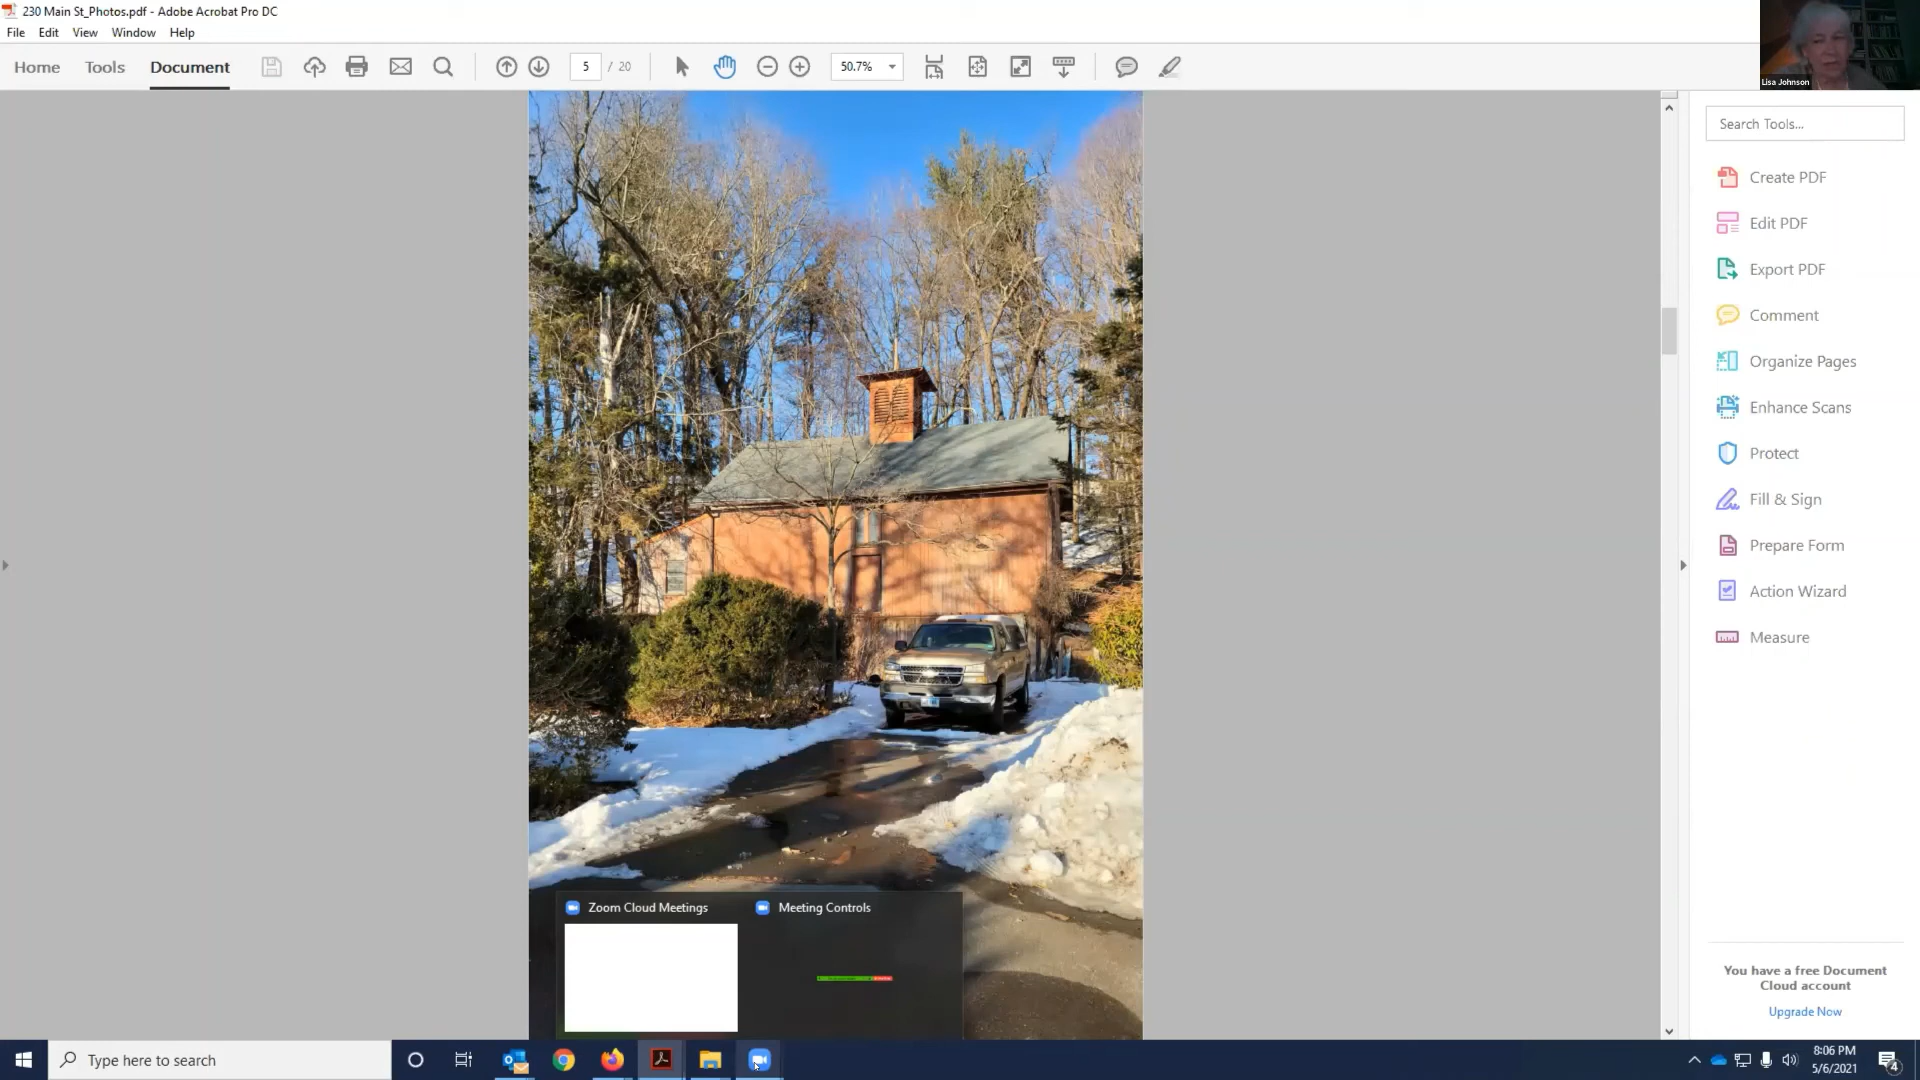 230 Main St_Photos.pdf - Adobe Acrobat Pro DC
File Edit View Window Help
Home Tools Document 5 / 20 50.7%
Lisa Johnson
Search Tools...
Create PDF
Edit PDF
Export PDF
Comment
Organize Pages
Enhance Scans
Protect
Fill & Sign
Prepare Form
Action Wizard
Measure
You have a free Document
Cloud account
Upgrade Now
Zoom Cloud Meetings Meeting Controls
Type here to search
8:06 PM
5/6/2021
4